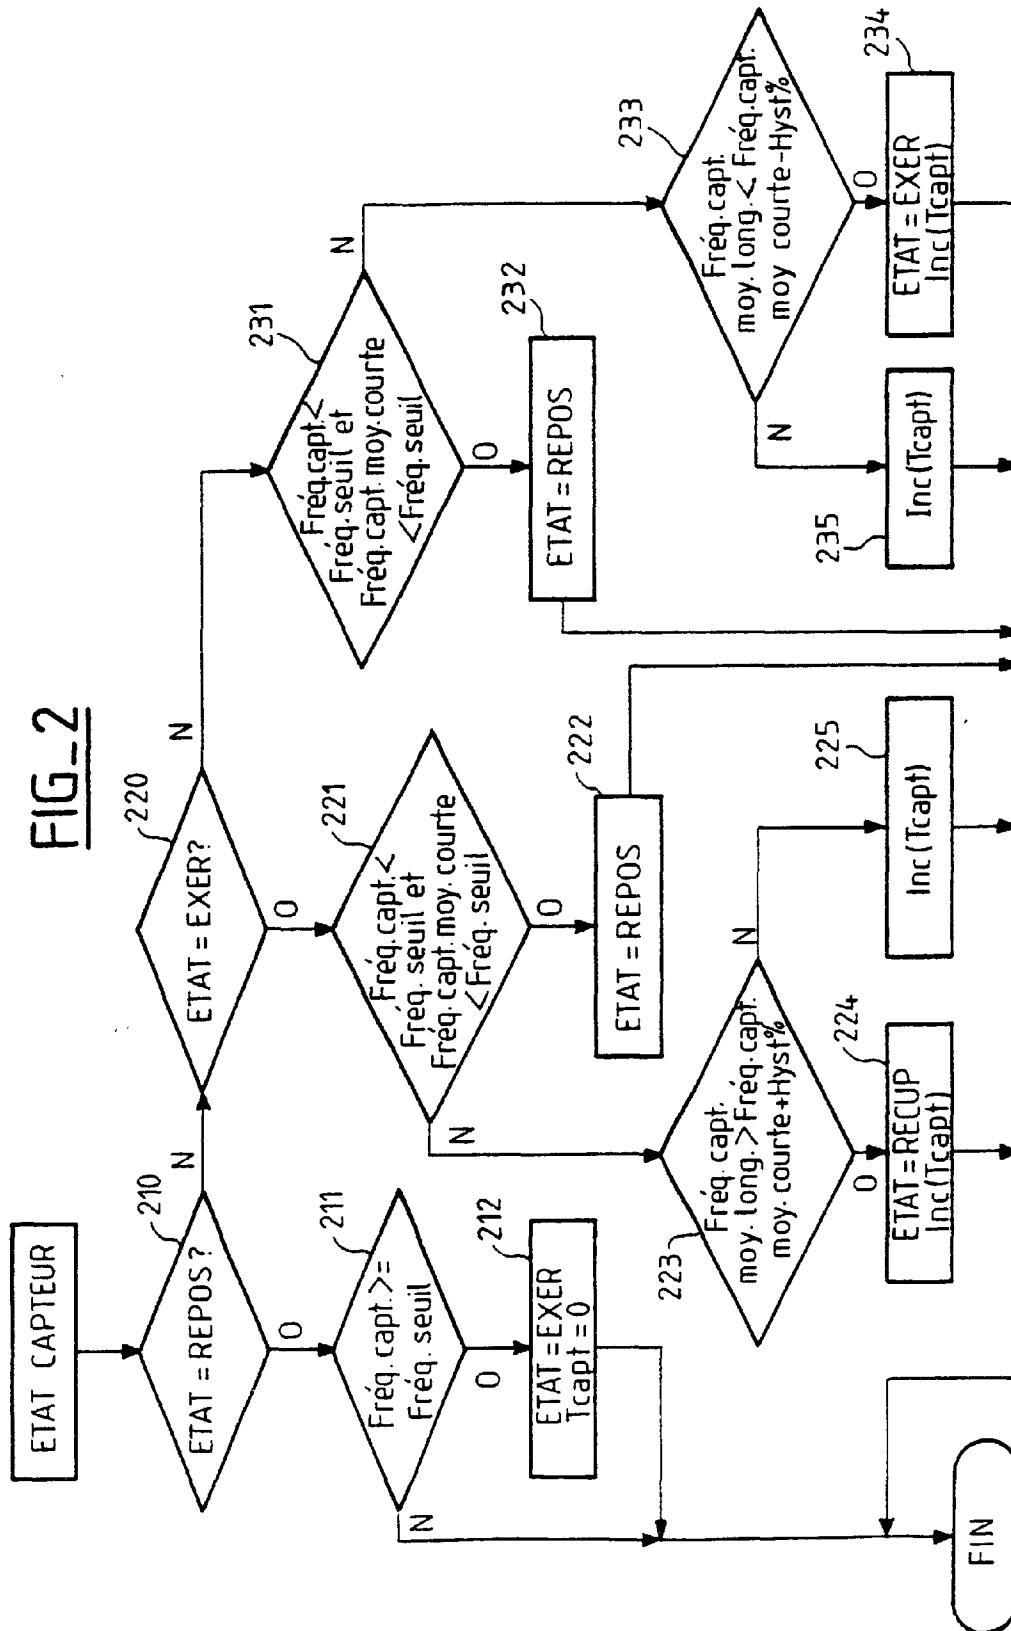 FIG_2
ETAT CAPTEUR
210
ETAT = REPOS?
N
O
220
ETAT = EXER?
N
O
211
Fréq. capt. >=
Fréq. seuil
N
O
212
ETAT=EXER
Tcapt = 0
221
Fréq.capt.<
Fréq. seuil et
Fréq.capt.moy.courte
<Fréq. seuil
N
O
222
ETAT = REPOS
231
Fréq.capt.<
Fréq.seuil et
Fréq.capt.moy.courte
<Fréq.seuil
N
O
232
ETAT = REPOS
223
Fréq. capt.
moy. long.>Fréq.capt.
moy. courte+Hyst%
N
O
224
ETAT=RECUP
Inc(Tcapt)
225
Inc(Tcapt)
233
Fréq.capt.
moy.long.< Fréq.capt.
moy courte-Hyst%
N
O
235
Inc(Tcapt)
234
ETAT=EXER
Inc(Tcapt)
FIN